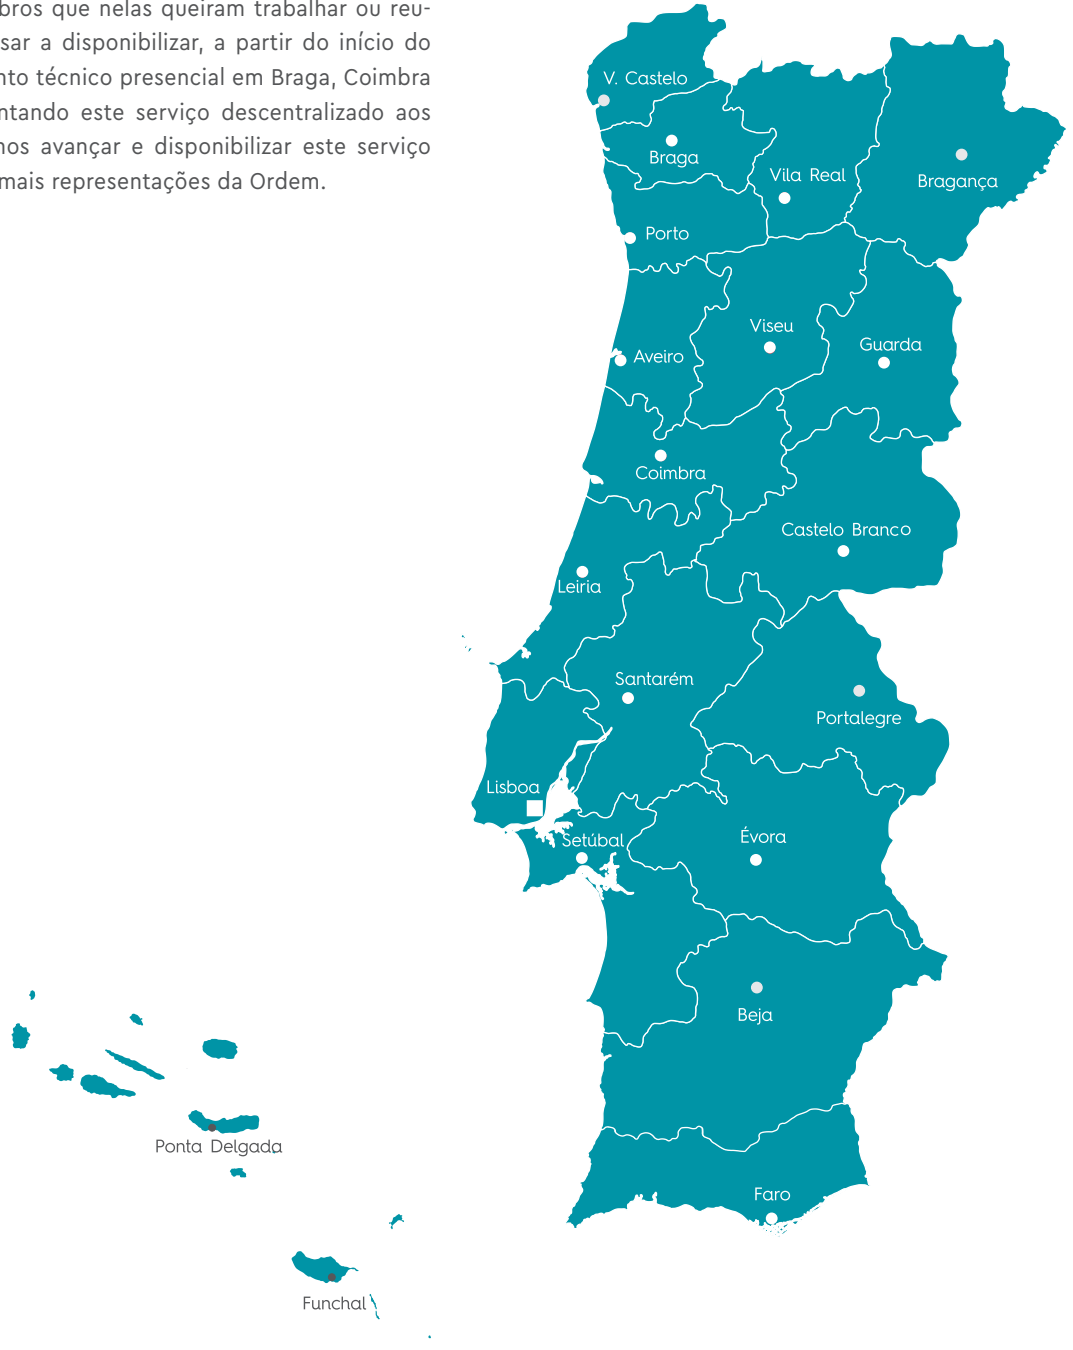 bros que nelas queiram trabalhar ou reu-
sar a disponibilizar, a partir do início do
nto técnico presencial em Braga, Coimbra
ntando este serviço descentralizado aos
nos avançar e disponibilizar este serviço
mais representações da Ordem.
V. Castelo
Braga
Vila Real
Bragança
Porto
Viseu
Guarda
Aveiro
Coimbra
Castelo Branco
Leiria
Santarém
Portalegre
Lisboa
Setúbal
Évora
Beja
Ponta Delgada
Faro
Funchal